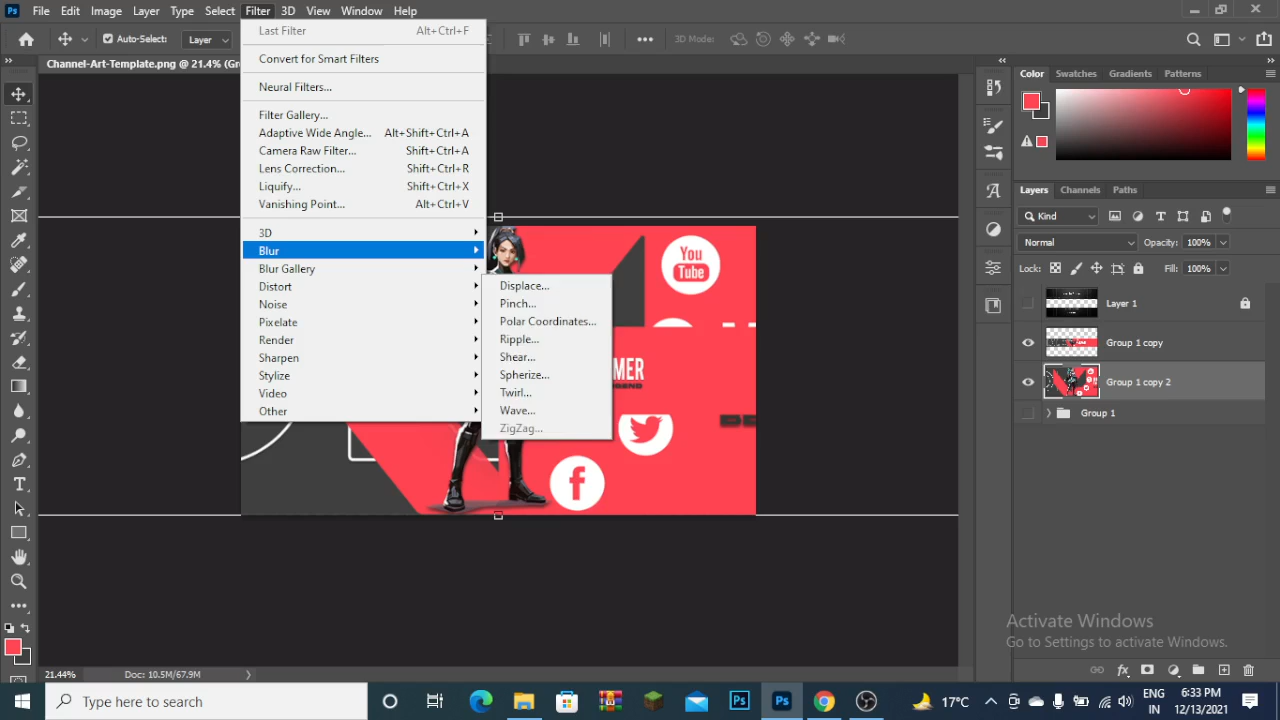 Ps File Edit Image Layer Type Select Filter 3D View Window Help
Auto-Select: Layer 3D Mode:
Channel-Art-Template.png @ 21.4% (Gr
Last Filter Alt+Ctrl+F
Convert for Smart Filters
Neural Filters...
Filter Gallery...
Adaptive Wide Angle... Alt+Shift+Ctrl+A
Camera Raw Filter... Shift+Ctrl+A
Lens Correction... Shift+Ctrl+R
Liquify... Shift+Ctrl+X
Vanishing Point... Alt+Ctrl+V
3D
Blur
Blur Gallery
Distort
Noise
Pixelate
Render
Sharpen
Stylize
Video
Other
Displace...
Pinch...
Polar Coordinates...
Ripple...
Shear...
Spherize...
Twirl...
Wave...
ZigZag...
You
Tube
MER
EGEND
Color Swatches Gradients Patterns
Layers Channels Paths
Kind
Normal Opacity: 100%
Lock: Fill: 100%
Layer 1
Group 1 copy
Group 1 copy 2
Group 1
Activate Windows
Go to Settings to activate Windows.
21.44% Doc: 10.5M/67.9M
Type here to search
Ps Ps
17°C
ENG
IN
6:33 PM
12/13/2021